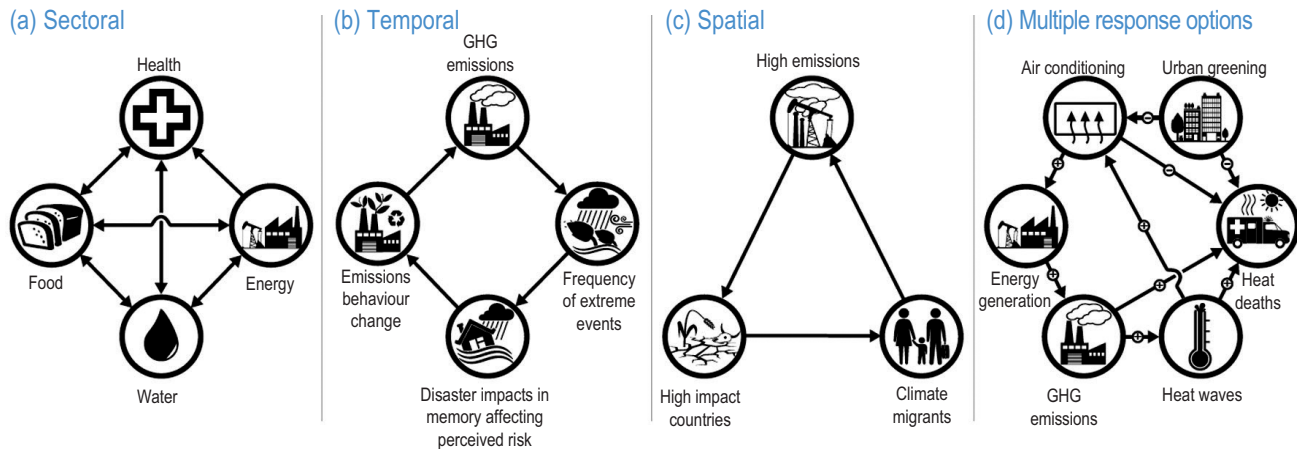 (a) Sectoral
Health
Food
Energy
Water
(b) Temporal
GHG
emissions
Emissions
behaviour
change
Frequency
of extreme
events
Disaster impacts in
memory affecting
perceived risk
(c) Spatial
High emissions
High impact
countries
Climate
migrants
(d) Multiple response options
Air conditioning
Urban greening
Energy
generation
Heat
deaths
GHG
emissions
Heat waves